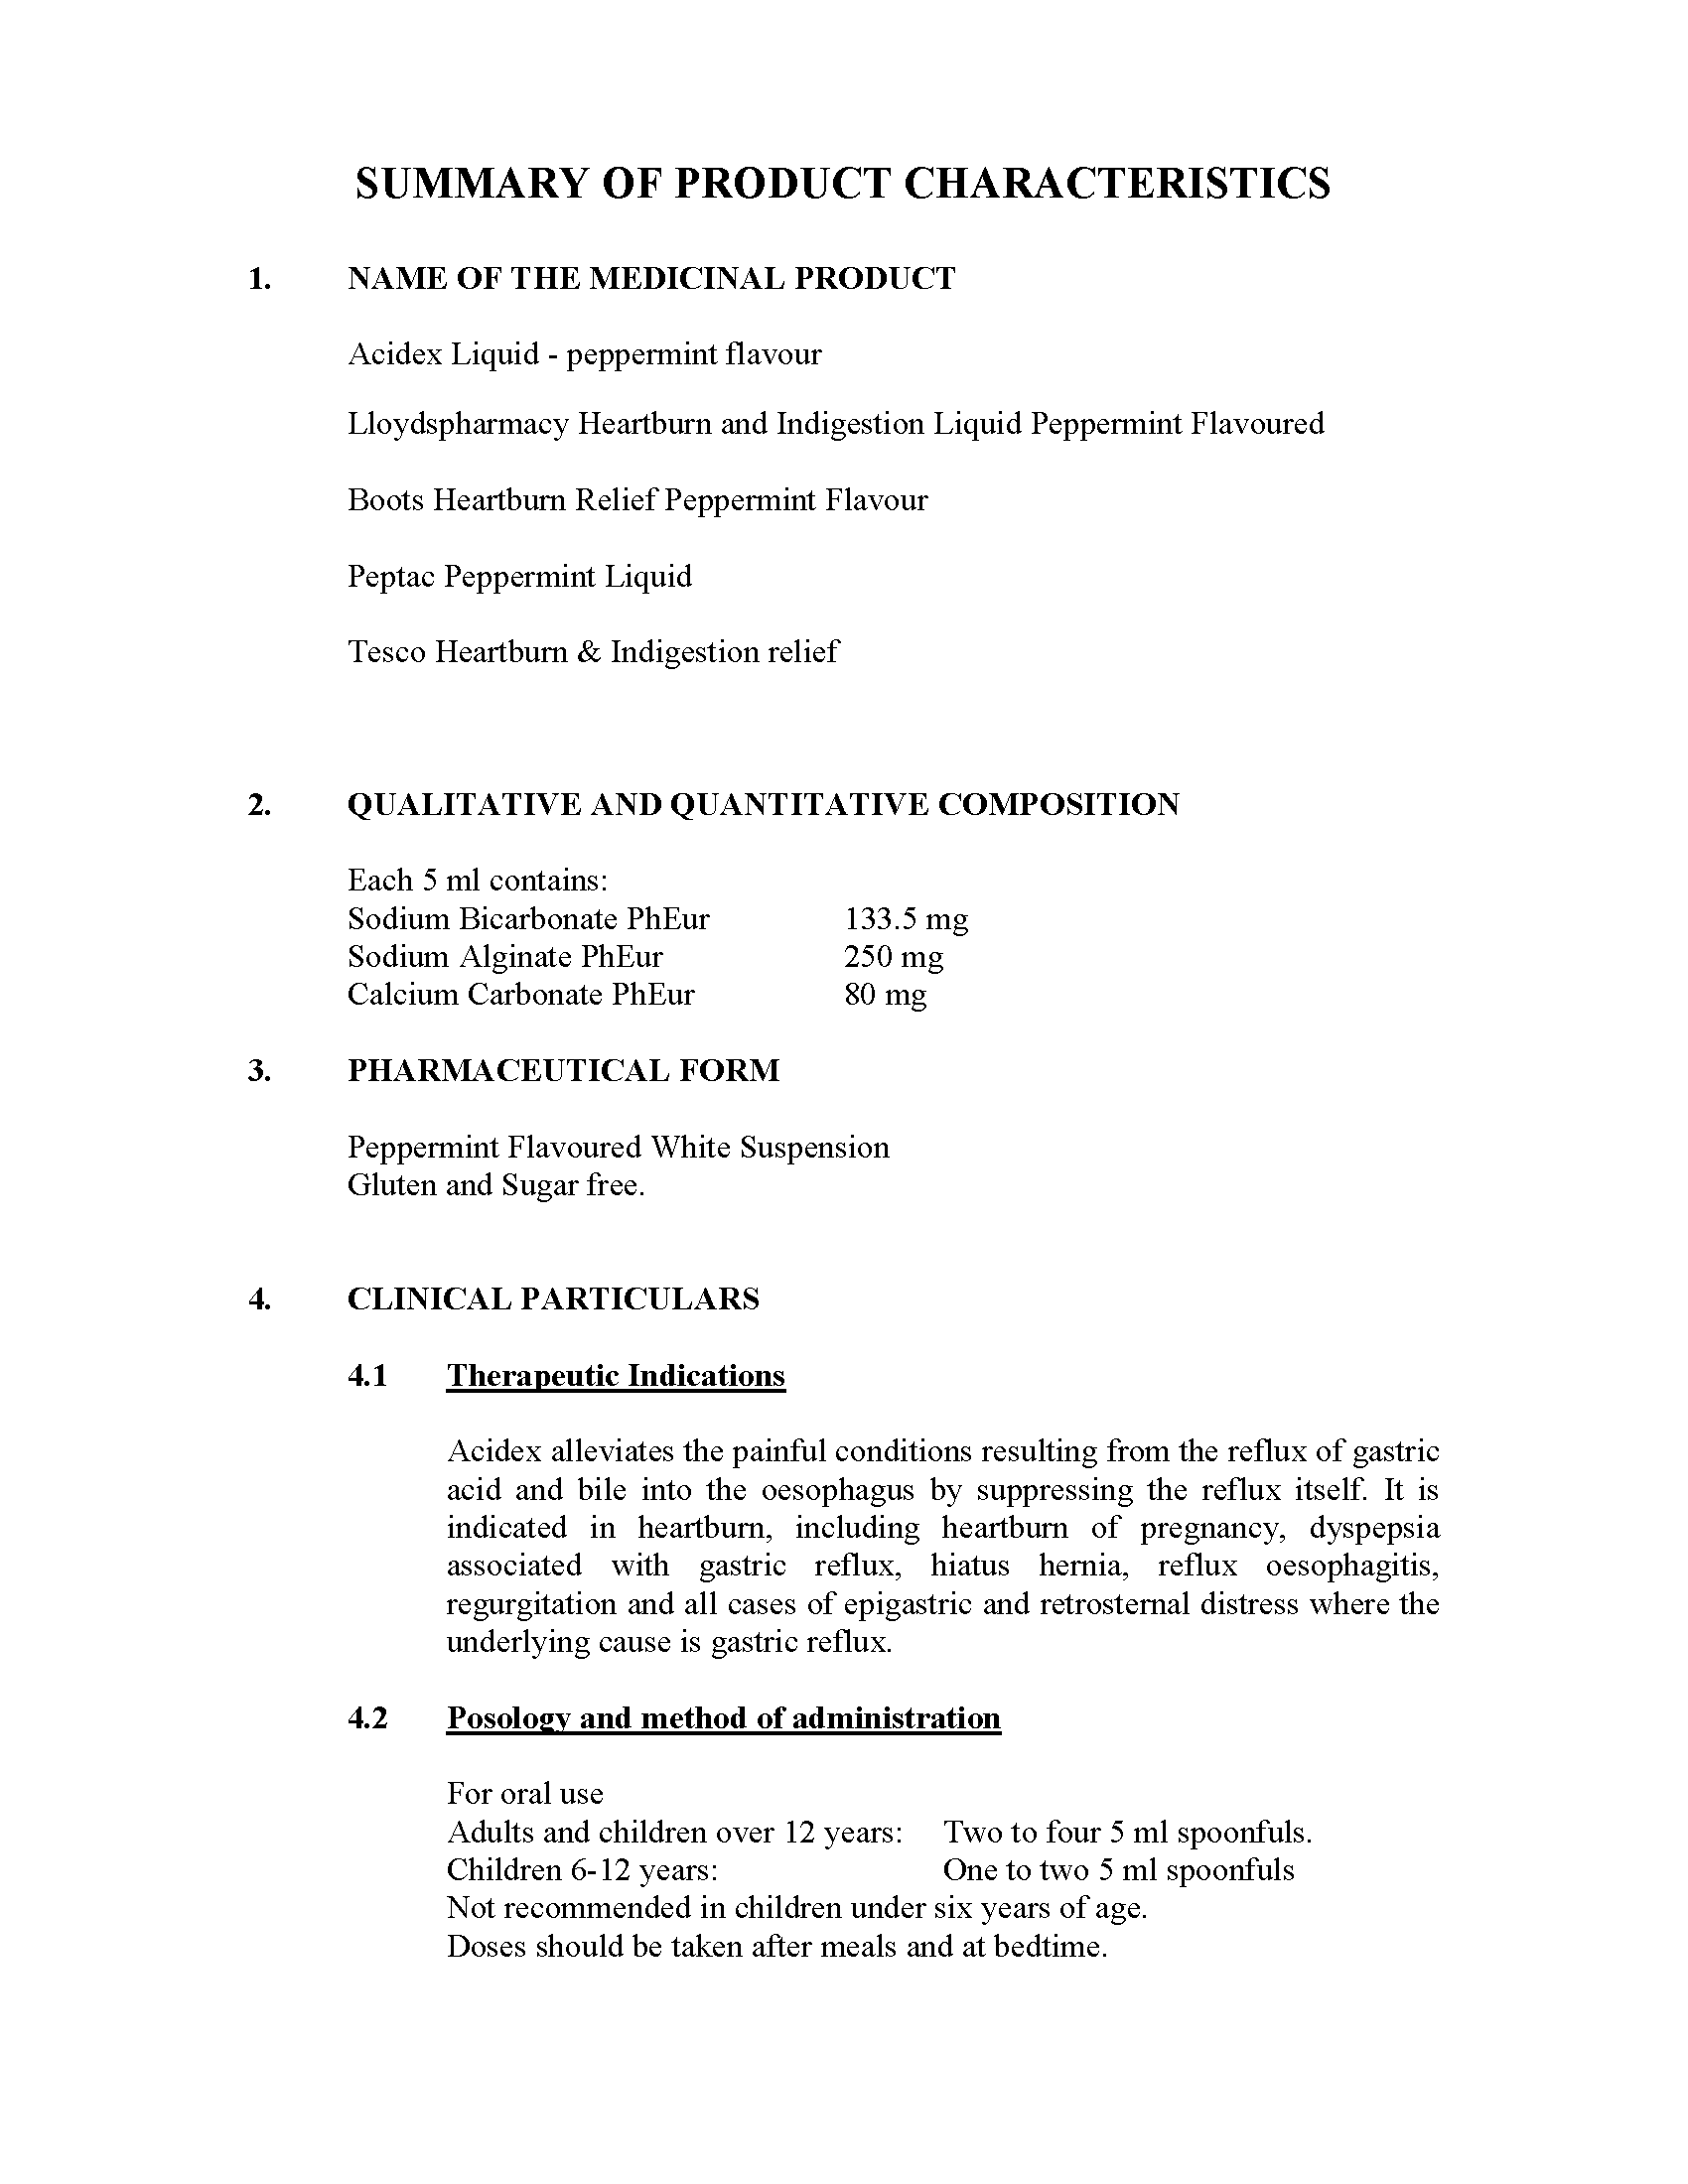 SUMMARY OF PRODUCT CHARACTERISTICS
1. NAME OF THE MEDICINAL PRODUCT
Acidex Liquid - peppermint flavour
Lloydspharmacy Heartburn and Indigestion Liquid Peppermint Flavoured
Boots Heartburn Relief Peppermint Flavour
Peptac Peppermint Liquid
Tesco Heartburn & Indigestion relief
2. QUALITATIVE AND QUANTITATIVE COMPOSITION
Each 5 ml contains:
Sodium Bicarbonate PhEur 133.5 mg
Sodium Alginate PhEur 250 mg
Calcium Carbonate PhEur 80 mg
3. PHARMACEUTICAL FORM
Peppermint Flavoured White Suspension
Gluten and Sugar free.
4. CLINICAL PARTICULARS
4.1 Therapeutic Indications
Acidex alleviates the painful conditions resulting from the reflux of gastric
acid and bile into the oesophagus by suppressing the reflux itself. It is
indicated in heartburn, including heartburn of pregnancy, dyspepsia
associated with gastric reflux, hiatus hernia, reflux oesophagitis,
regurgitation and all cases of epigastric and retrosternal distress where the
underlying cause is gastric reflux.
4.2 Posology and method of administration
For oral use
Adults and children over 12 years: Two to four 5 ml spoonfuls.
Children 6-12 years: One to two 5 ml spoonfuls
Not recommended in children under six years of age.
Doses should be taken after meals and at bedtime.